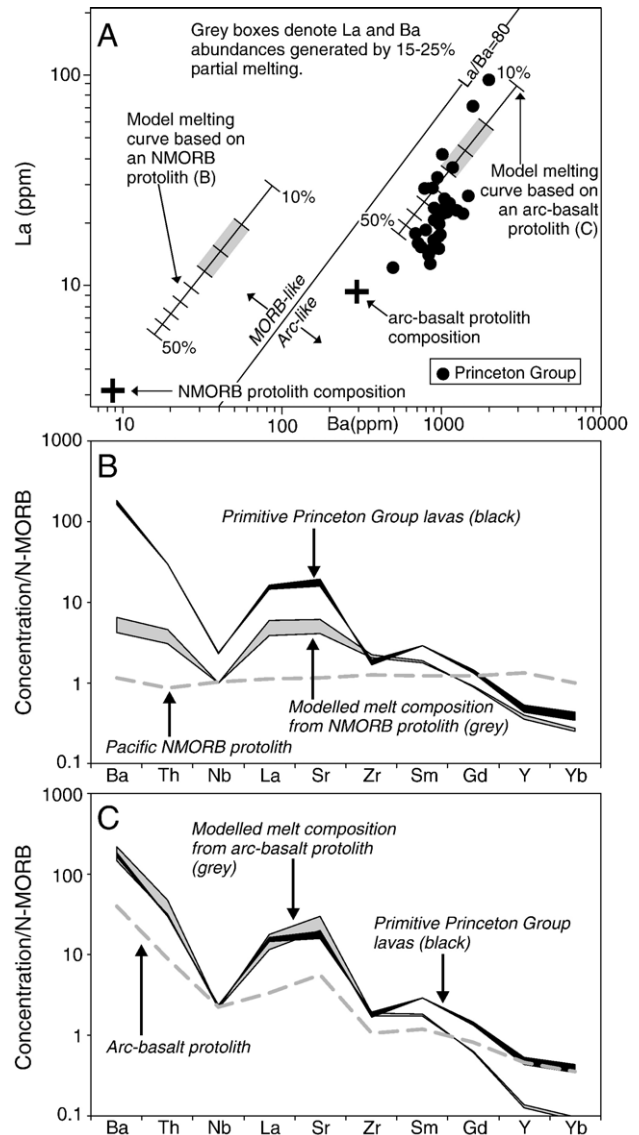 A
Grey boxes denote La and Ba
abundances generated by 15-25%
partial melting.
La/Ba=80
100
10
La (ppm)
Model melting
curve based on
an NMORB
protolith (B)
10%
50%
10%
50%
Model melting
curve based on
an arc-basalt
protolith (C)
MORB-like
Arc-like
arc-basalt protolith
composition
NMORB protolith composition
Princeton Group
10
100
Ba(ppm)
1000
10000
B
1000
100
10
1
0.1
Concentration/N-MORB
Primitive Princeton Group lavas (black)
Modelled melt composition
from NMORB protolith (grey)
Pacific NMORB protolith
Ba Th Nb La Sr Zr Sm Gd Y Yb
C
1000
100
10
1
0.1
Concentration/N-MORB
Modelled melt composition
from arc-basalt protolith
(grey)
Primitive Princeton Group
lavas (black)
Arc-basalt protolith
Ba Th Nb La Sr Zr Sm Gd Y Yb